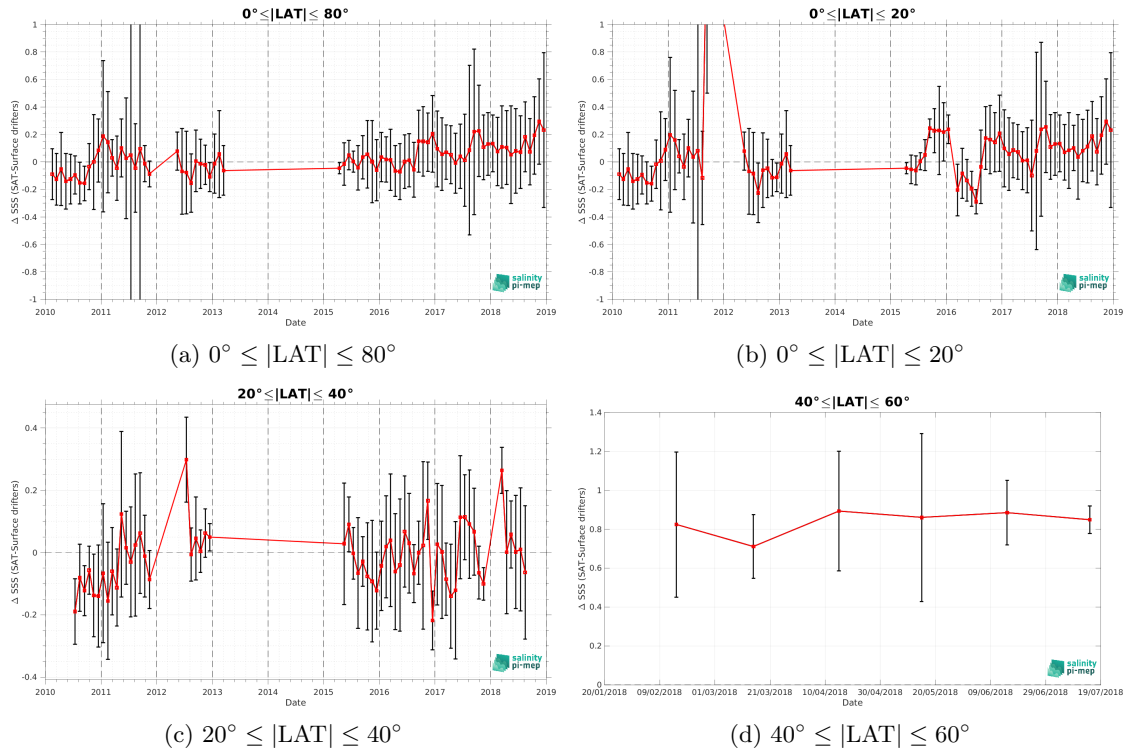 0°≤|LAT|≤ 80°
Δ SSS (SAT-Surface drifters)
1
0.8
0.6
0.4
0.2
0
-0.2
-0.4
-0.6
-0.8
-1
2010 2011 2012 2013 2014 2015 2016 2017 2018 2019
Date
salinity
pi-mep
(a) 0° ≤ |LAT| ≤ 80°
0°≤|LAT|≤ 20°
Δ SSS (SAT-Surface drifters)
1
0.8
0.6
0.4
0.2
0
-0.2
-0.4
-0.6
-0.8
-1
2010 2011 2012 2013 2014 2015 2016 2017 2018 2019
Date
salinity
pi-mep
(b) 0° ≤ |LAT| ≤ 20°
20°≤|LAT|≤ 40°
Δ SSS (SAT-Surface drifters)
0.4
0.2
0
-0.2
-0.4
2010 2011 2012 2013 2014 2015 2016 2017 2018
Date
salinity
pi-mep
(c) 20° ≤ |LAT| ≤ 40°
40°≤|LAT|≤ 60°
Δ SSS (SAT-Surface drifters)
1.4
1.2
1
0.8
0.6
0.4
0.2
0
20/01/2018 09/02/2018 01/03/2018 21/03/2018 10/04/2018 30/04/2018 20/05/2018 09/06/2018 29/06/2018 19/07/2018
Date
salinity
pi-mep
(d) 40° ≤ |LAT| ≤ 60°